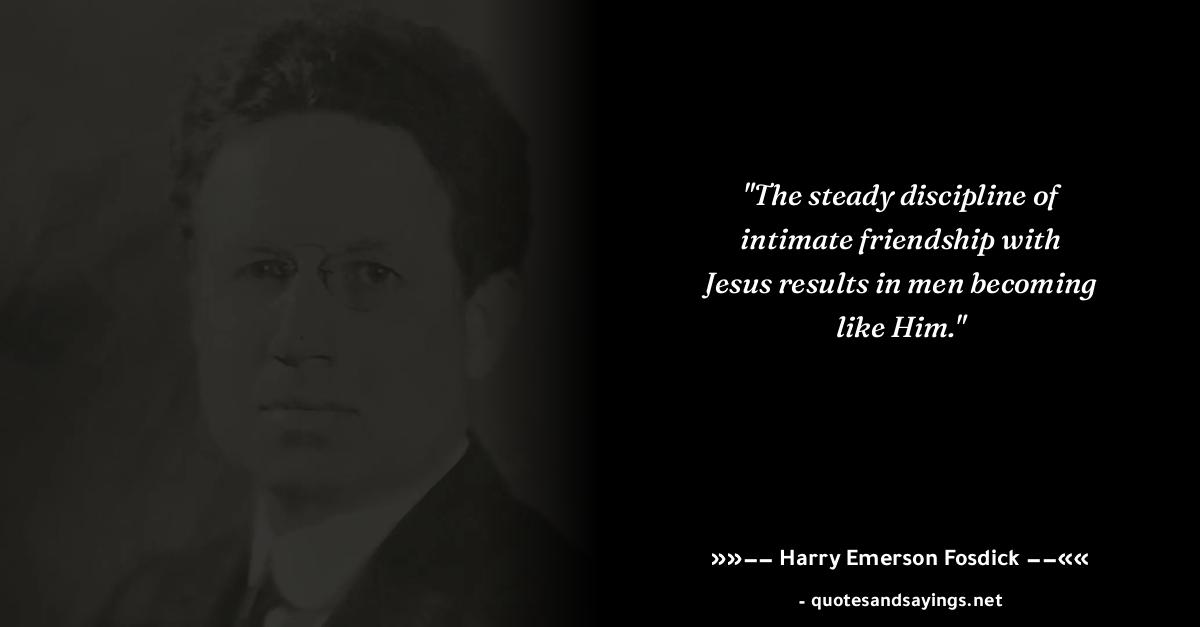 "The steady discipline of
intimate friendship with
Jesus results in men becoming
like Him."
»»−− Harry Emerson Fosdick −−««
- quotesandsayings.net